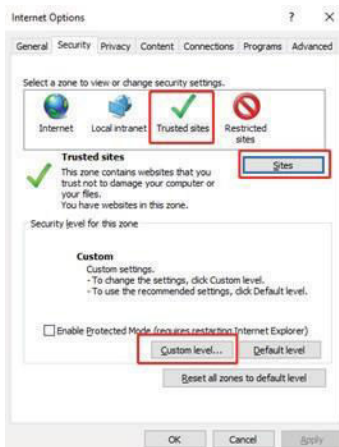 Internet Options
? X
General Security Privacy Content Connections Programs Advanced
Select a zone to view or change security settings.
Internet Local intranet Trusted sites Restricted sites
Trusted sites
Sites
This zone contains websites that you
trust not to damage your computer or
your files.
You have websites in this zone.
Security level for this zone
Custom
Custom settings.
- To change the settings, click Custom level.
- To use the recommended settings, click Default level.
Enable Protected Mode (requires restarting Internet Explorer)
Custom level... Default level
Reset all zones to default level
OK Cancel Apply